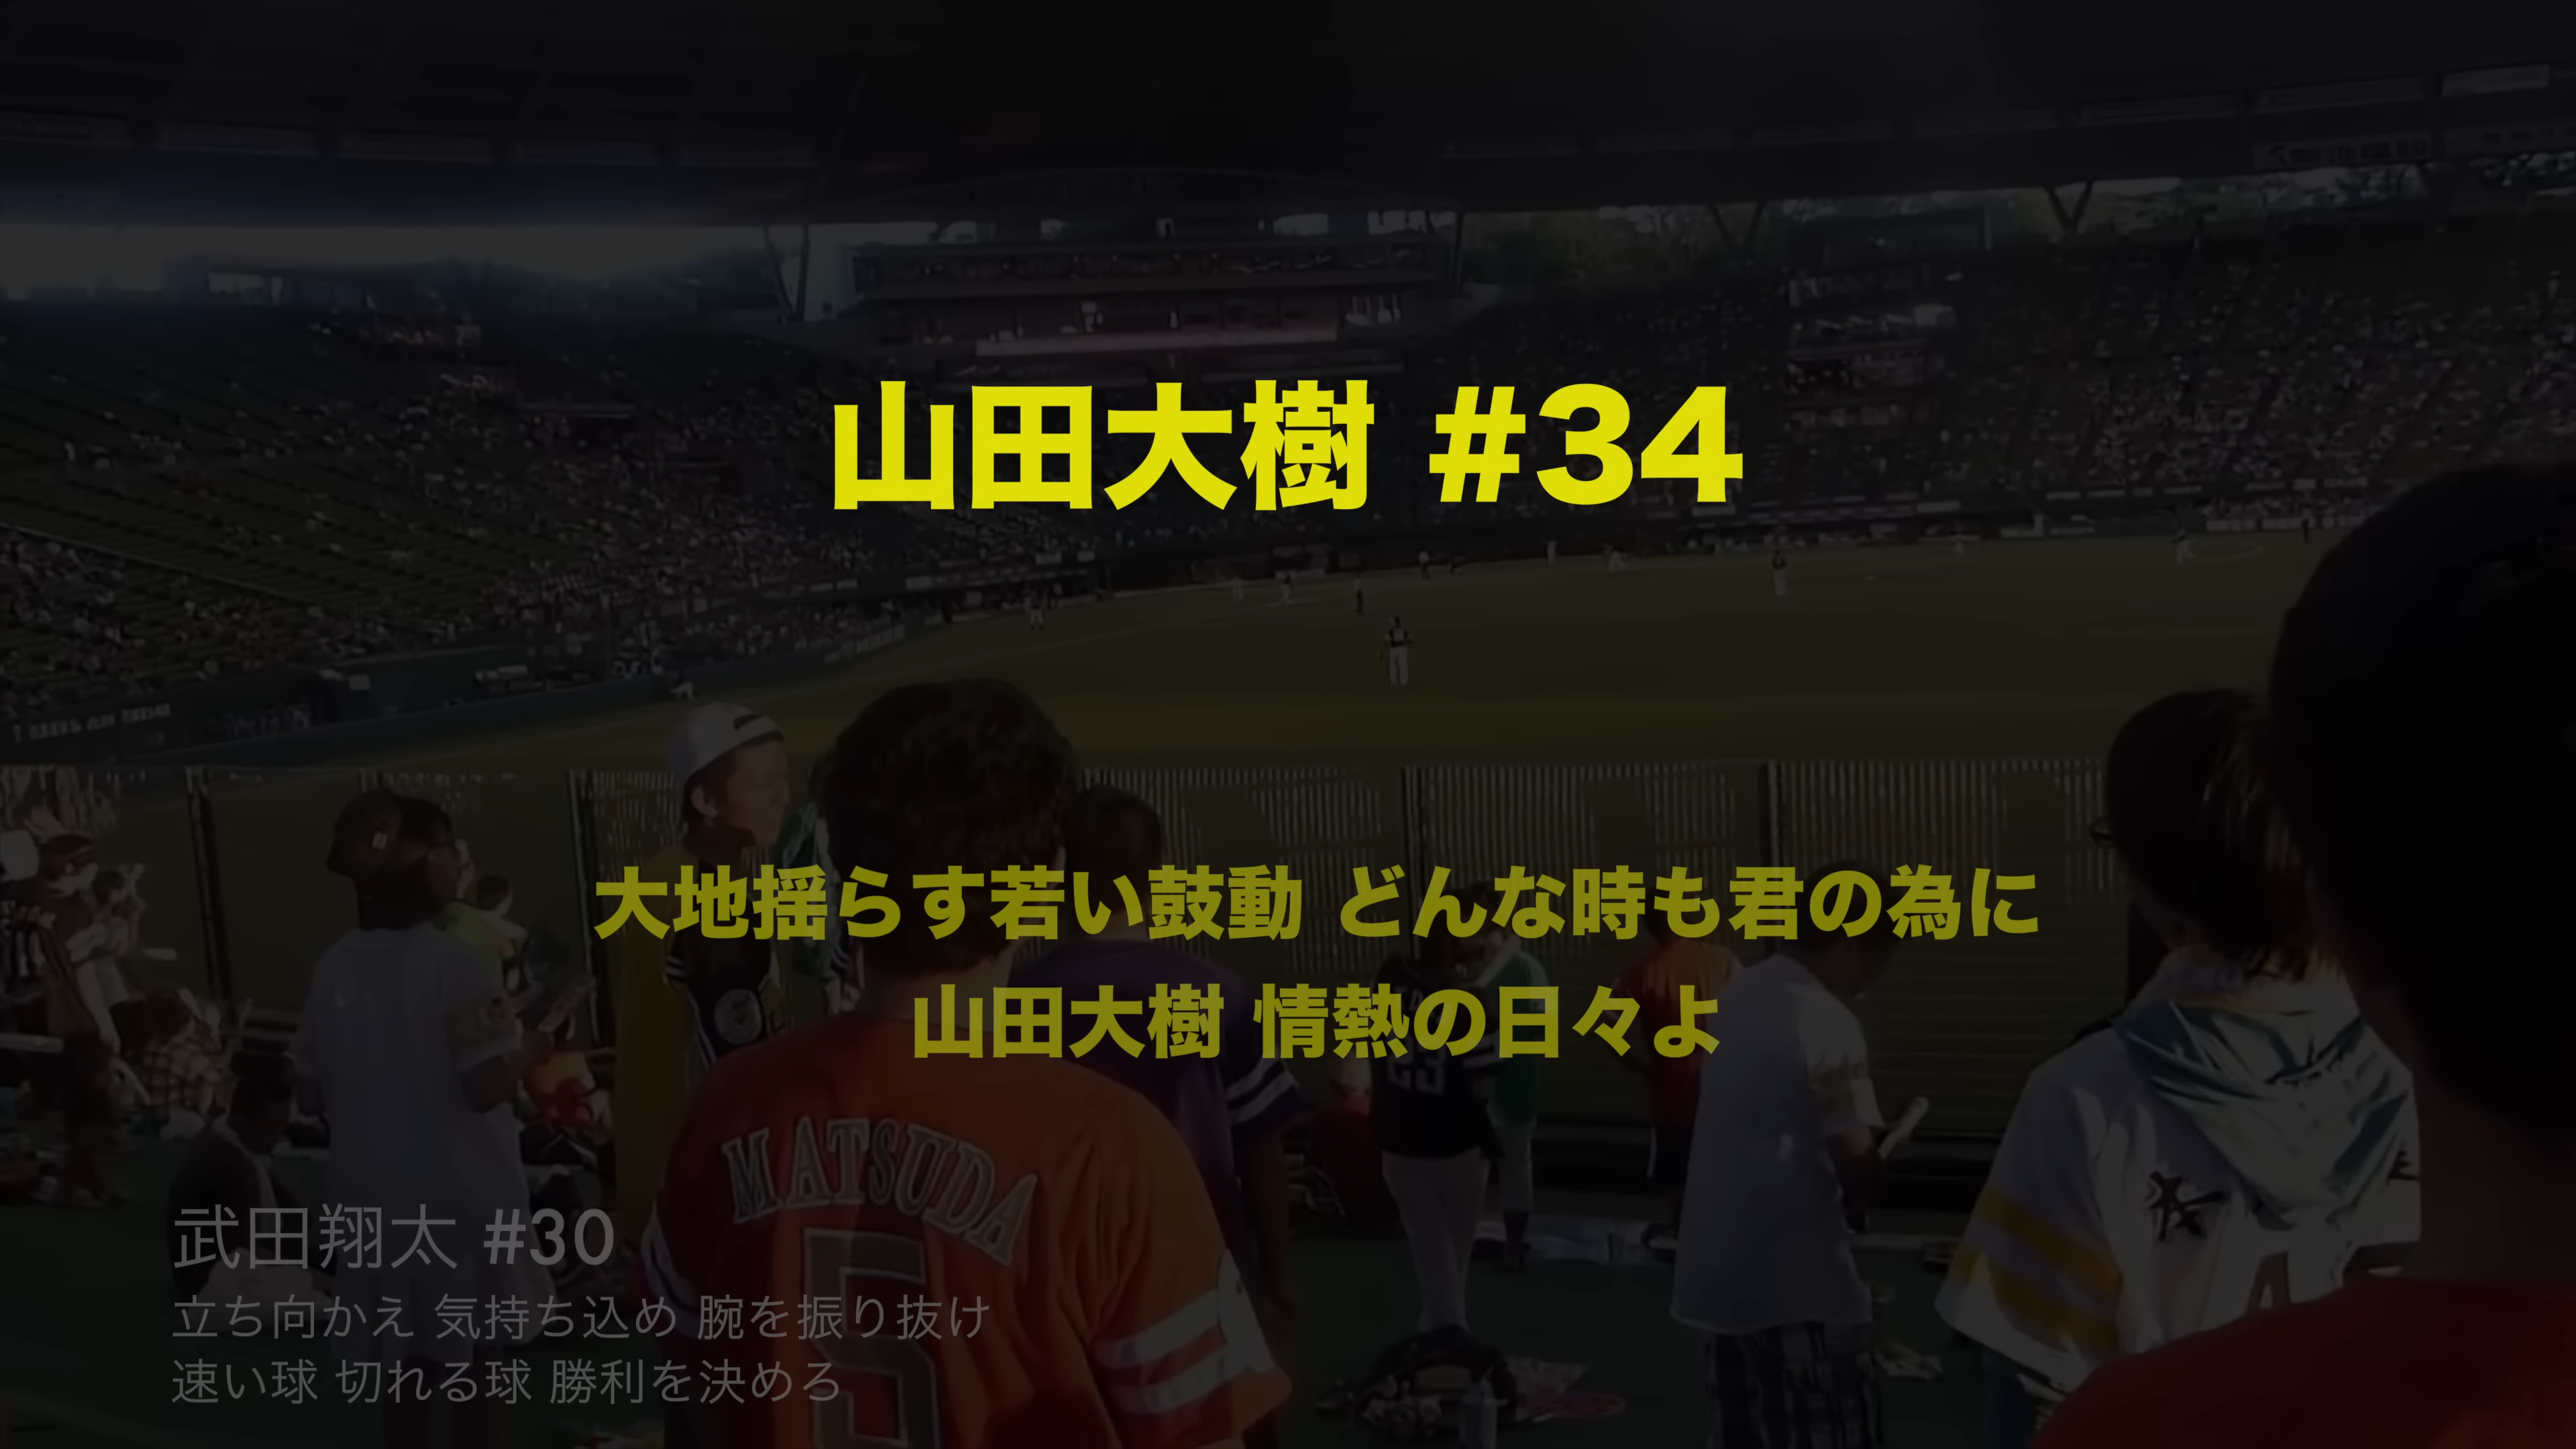 山田大樹 #34
大地揺らす若い鼓動 どんな時も君の為に
山田大樹 情熱の日々よ
23
MATSUDA
5
武田翔太 #30
立ち向かえ 気持ち込め 腕を振り抜け
速い球 切れる球 勝利を決めろ